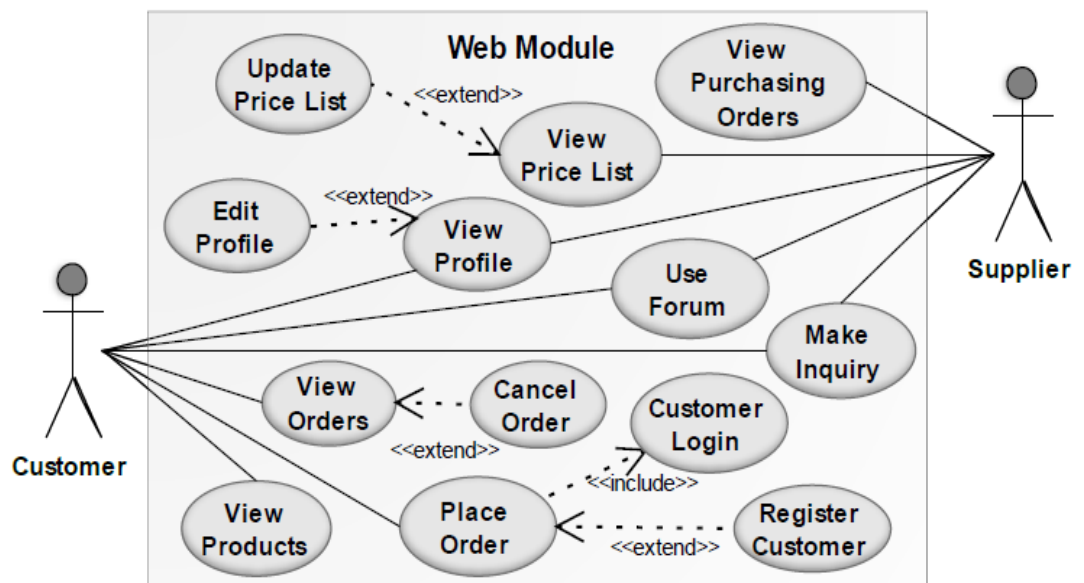 Web Module
Update
Price List
<<extend>>
View
Purchasing
Orders
View
Price List
Edit
Profile
<<extend>>
View
Profile
Use
Forum
Supplier
Make
Inquiry
Customer
View
Orders
Cancel
Order
<<extend>>
Customer
Login
<<include>>
View
Products
Place
Order
<<extend>>
Register
Customer